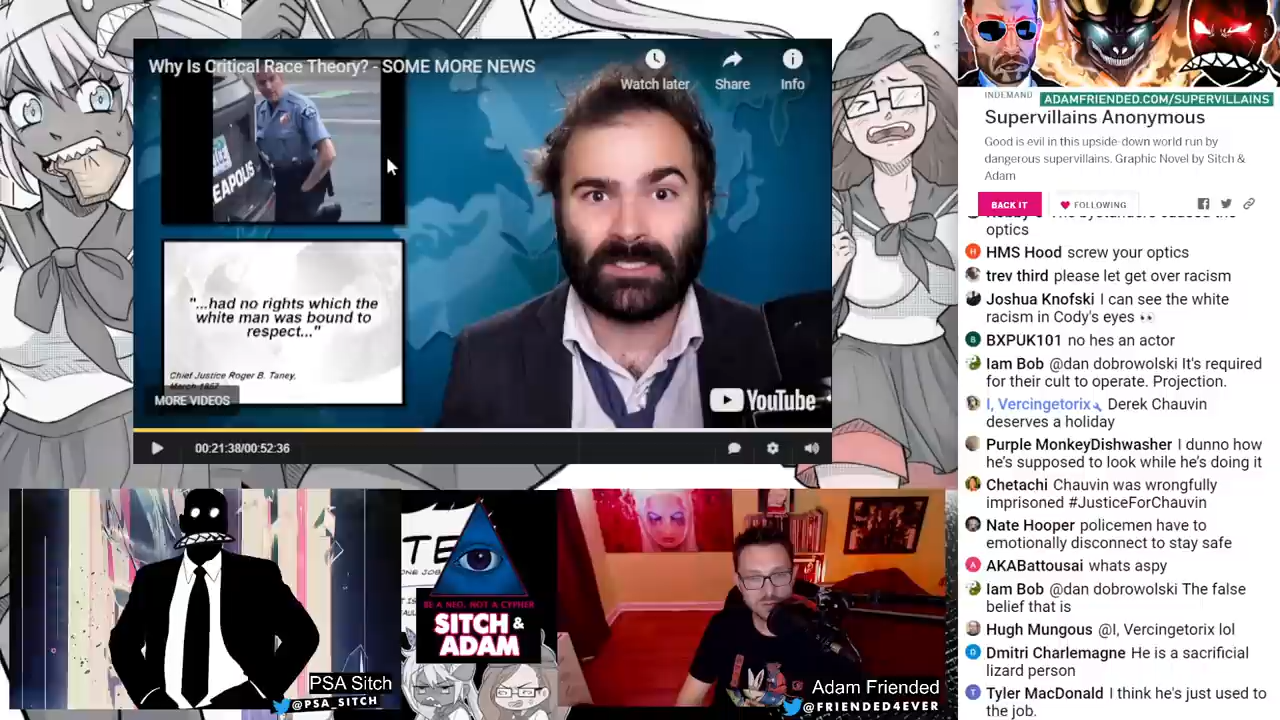 Why Is Critical Race Theory? - SOME MORE NEWS
Watch later
Share
Info
EAPOLIS
"...had no rights which the
white man was bound to
respect..."
Chief Justice Roger B. Taney,
March 1857
MORE VIDEOS
YouTube
00:21:38/00:52:36
BE A NEO, NOT A CYPHER
SITCH &
ADAM
PSA Sitch
@PSA_SITCH
Adam Friended
@FRIENDED4EVER
INDEMAND
ADAMFRIENDED.COM/SUPERVILLAINS
Supervillains Anonymous
Good is evil in this upside-down world run by
dangerous supervillains. Graphic Novel by Sitch &
Adam
BACK IT
FOLLOWING
optics
HMS Hood screw your optics
trev third please let get over racism
Joshua Knofski I can see the white
racism in Cody's eyes 👀
BXPUK101 no hes an actor
Iam Bob @dan dobrowolski It's required
for their cult to operate. Projection.
I, Vercingetorix Derek Chauvin
deserves a holiday
Purple MonkeyDishwasher I dunno how
he's supposed to look while he's doing it
Chetachi Chauvin was wrongfully
imprisoned #JusticeForChauvin
Nate Hooper policemen have to
emotionally disconnect to stay safe
AKABattousai whats aspy
Iam Bob @dan dobrowolski The false
belief that is
Hugh Mungous @I, Vercingetorix lol
Dmitri Charlemagne He is a sacrificial
lizard person
Tyler MacDonald I think he's just used to
the job.